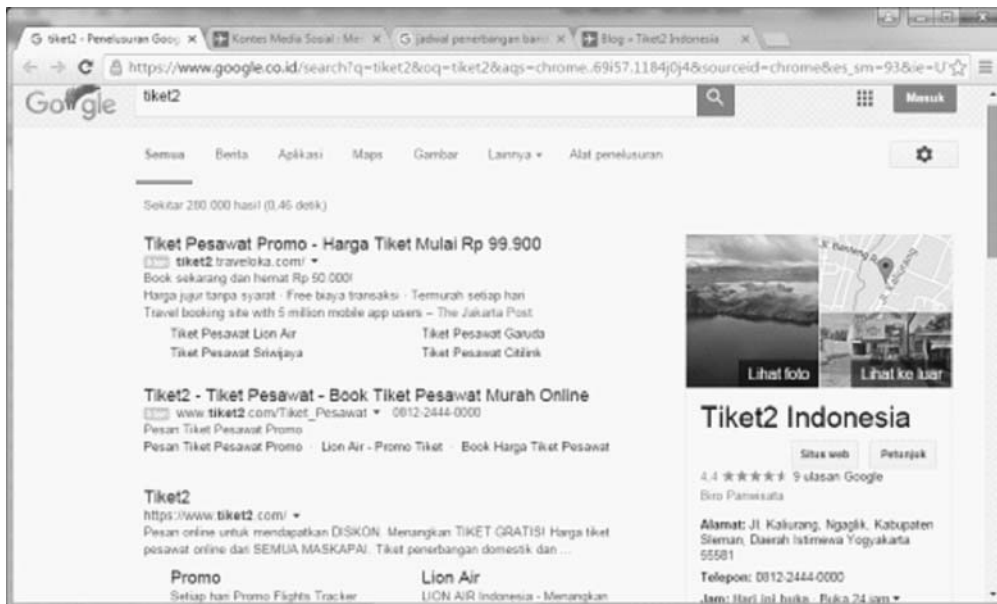 tiket2 - Penelusuran Goog
Kontes Media Sosial : Mer
jadwal penerbangan band
Blog - Tiket2 Indonesia
https://www.google.co.id/search?q=tiket2&oq=tiket2&aqs=chrome..69i57.1184j0j4&sourceid=chrome&es_sm=93&ie=U
Google
tiket2
Masuk
Semua Berita Aplikasi Maps Gambar Lainnya Alat penelusuran
Sekitar 280.000 hasil (0,46 detik)
Tiket Pesawat Promo - Harga Tiket Mulai Rp 99.900
tiket2.traveloka.com/
Book sekarang dan hemat Rp 50.000!
Harga jujur tanpa syarat · Free biaya transaksi · Termurah setiap hari
Travel booking site with 5 million mobile app users – The Jakarta Post
Tiket Pesawat Lion Air Tiket Pesawat Garuda
Tiket Pesawat Sriwijaya Tiket Pesawat Citilink
Tiket2 - Tiket Pesawat - Book Tiket Pesawat Murah Online
www.tiket2.com/Tiket_Pesawat 0812-2444-0000
Pesan Tiket Pesawat Promo
Pesan Tiket Pesawat Promo · Lion Air - Promo Tiket · Book Harga Tiket Pesawat
Tiket2
https://www.tiket2.com/
Pesan online untuk mendapatkan DISKON. Menangkan TIKET GRATIS! Harga tiket
pesawat online dari SEMUA MASKAPAI. Tiket penerbangan domestik dan ...
Promo Lion Air
Setiap hari Promo Flights Tracker LION AIR Indonesia - Menangkan
Jl. Kaliurang
Lihat foto
Lihat ke luar
Tiket2 Indonesia
Situs web Petunjuk
4,4 9 ulasan Google
Biro Pariwisata
Alamat: Jl. Kaliurang, Ngaglik, Kabupaten
Sleman, Daerah Istimewa Yogyakarta
55581
Telepon: 0812-2444-0000
Jam: Hari ini buka · Buka 24 jam